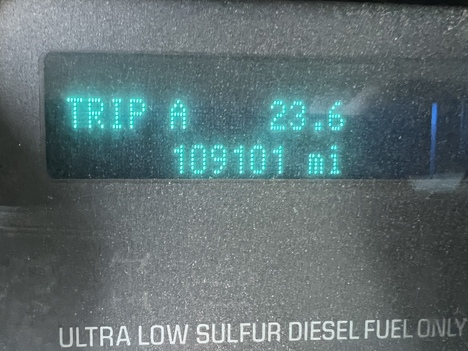 TRIP A 23.6
109101 mi
ULTRA LOW SULFUR DIESEL FUEL ONLY